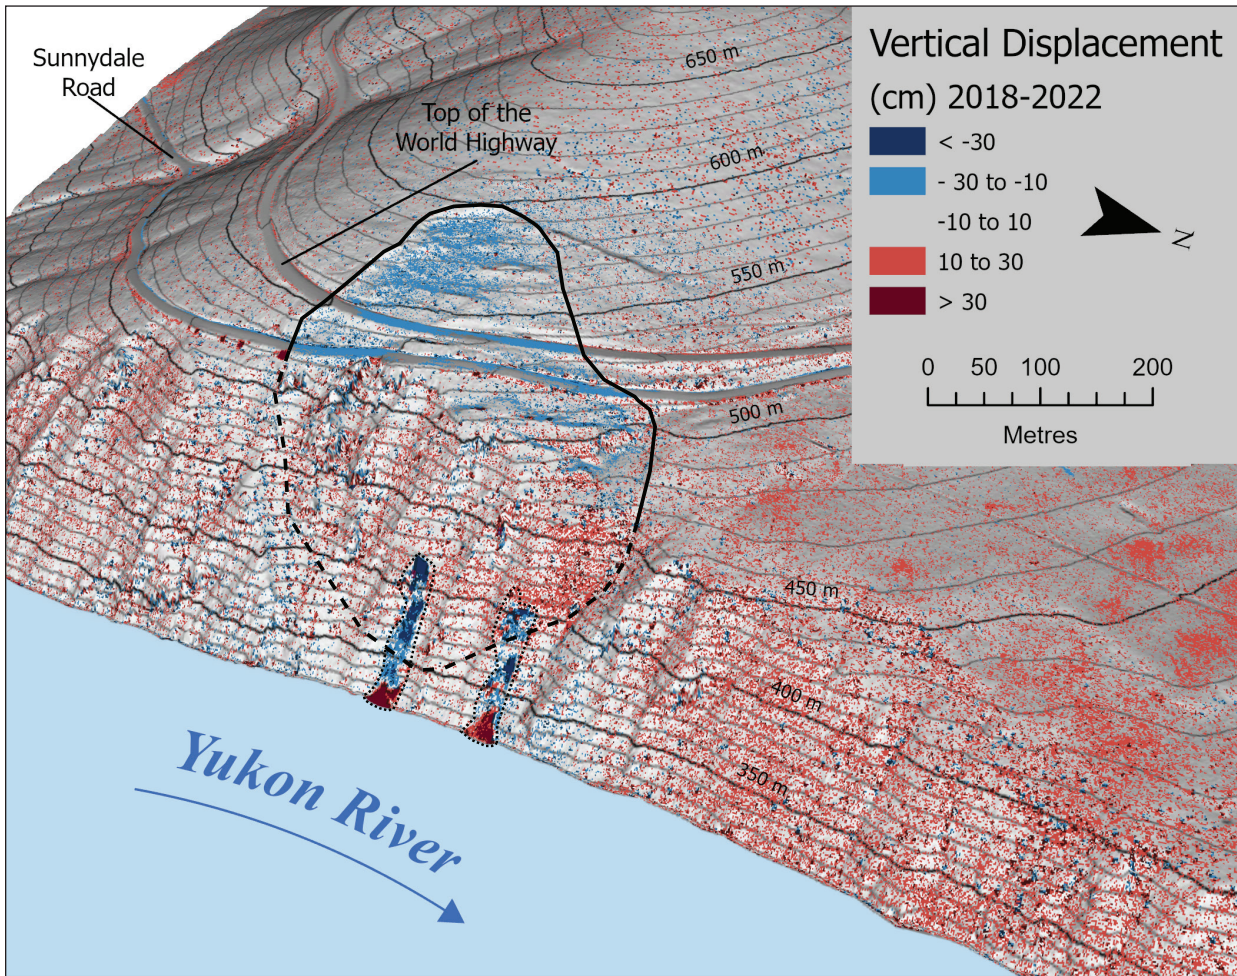 Sunnydale
Road
Top of the
World Highway
650 m
600 m
550 m
500 m
450 m
400 m
350 m
Yukon River
Vertical Displacement
(cm) 2018-2022
< -30
- 30 to -10
-10 to 10
10 to 30
> 30
N
0 50 100 200
Metres